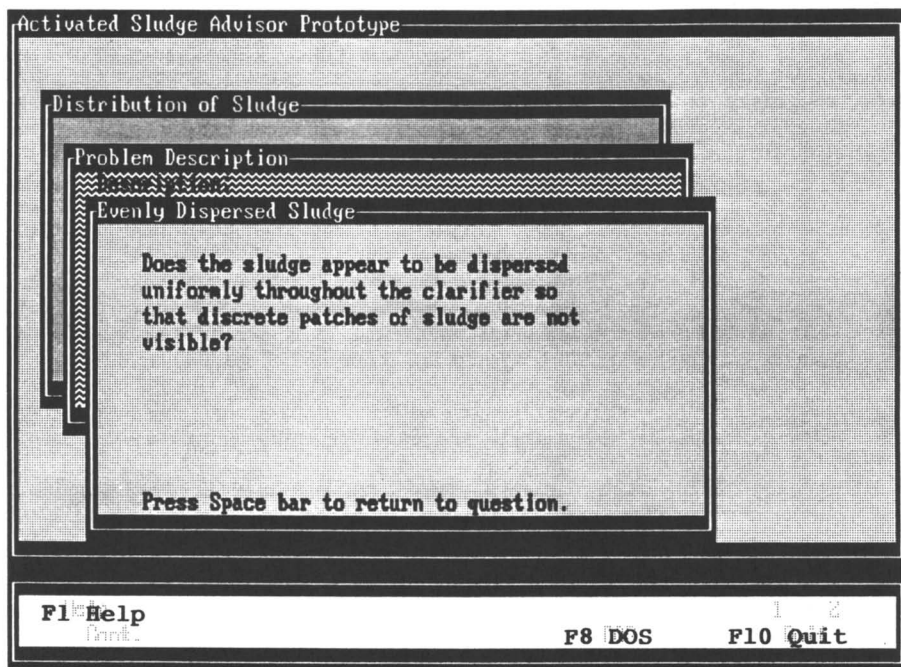 Activated Sludge Advisor Prototype
Distribution of Sludge
Problem Description
Description:
Evenly Dispersed Sludge
Does the sludge appear to be dispersed
uniformly throughout the clarifier so
that discrete patches of sludge are not
visible?
Press Space bar to return to question.
F1 Help
Cont.
F8 DOS F10 Quit